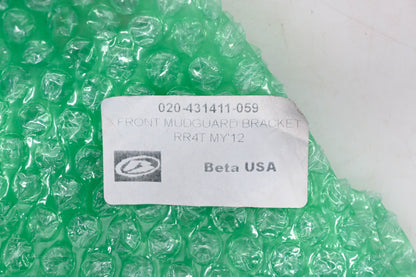 020-431411-059
FRONT MUDGUARD BRACKET
RR4T MY'12
Beta USA